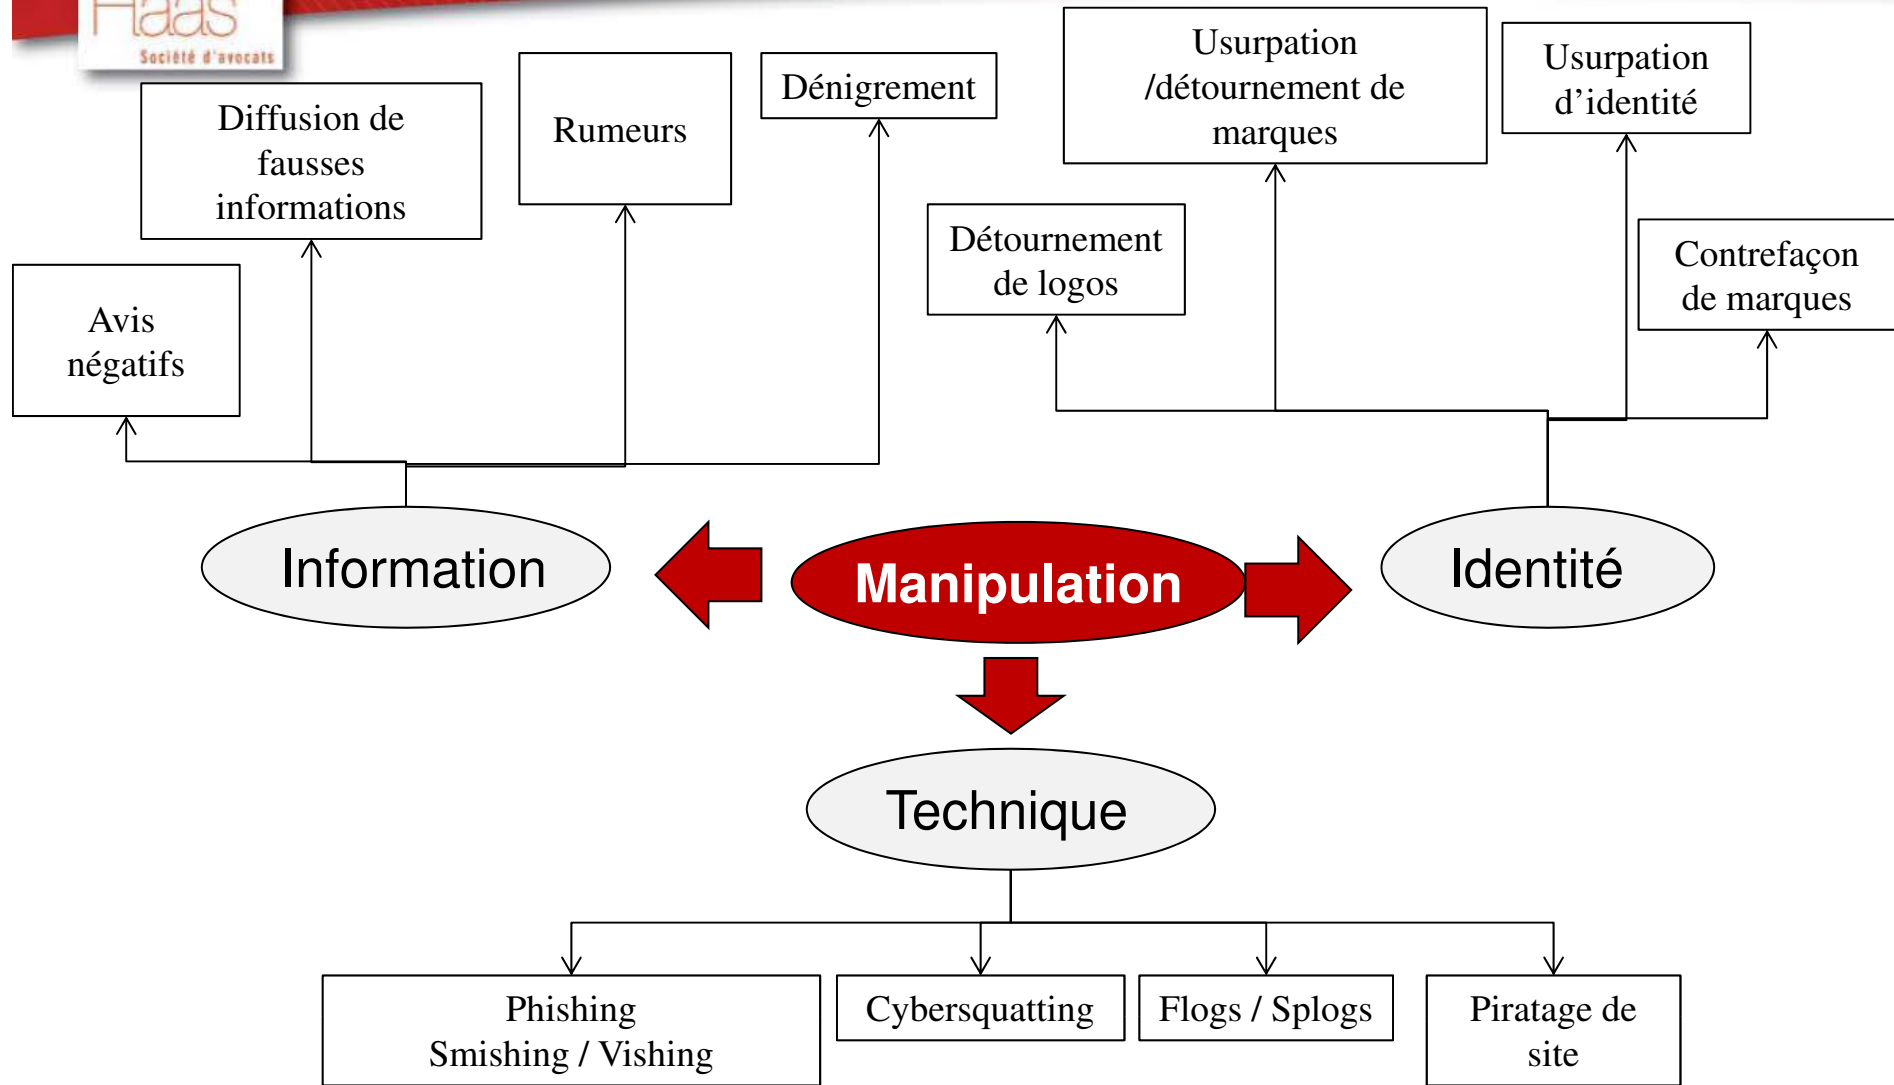 Haas
Société d'avocats
Diffusion de
fausses
informations
Rumeurs
Dénigrement
Usurpation
/détournement de
marques
Usurpation
d’identité
Avis
négatifs
Détournement
de logos
Contrefaçon
de marques
Information
Manipulation
Identité
Technique
Phishing
Smishing / Vishing
Cybersquatting
Flogs / Splogs
Piratage de
site